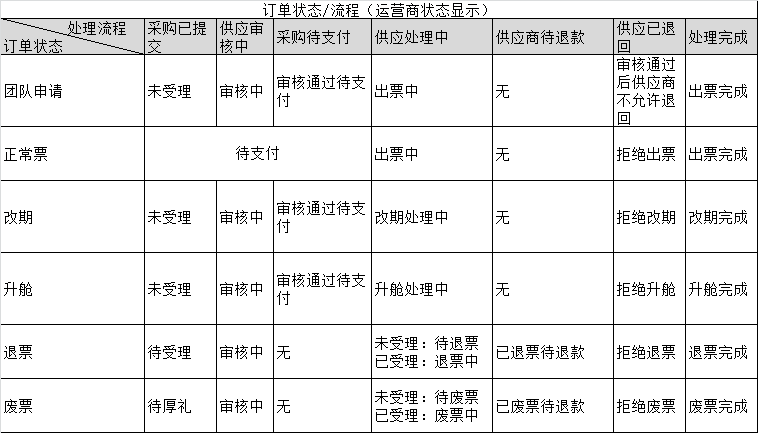 订单状态/流程（运营商状态显示）
处理流程
订单状态
采购已提交
供应审核中
采购待支付
供应处理中
供应商待退款
供应已退回
处理完成
团队申请
未受理
审核中
审核通过待支付
出票中
无
审核通过后供应商不允许退回
出票完成
正常票
待支付
出票中
无
拒绝出票
出票完成
改期
未受理
审核中
审核通过待支付
改期处理中
无
拒绝改期
改期完成
升舱
未受理
审核中
审核通过待支付
升舱处理中
无
拒绝升舱
升舱完成
退票
待受理
审核中
无
未受理：待退票
已受理：退票中
已退票待退款
拒绝退票
退票完成
废票
待厚礼
审核中
无
未受理：待废票
已受理：废票中
已废票待退款
拒绝废票
废票完成